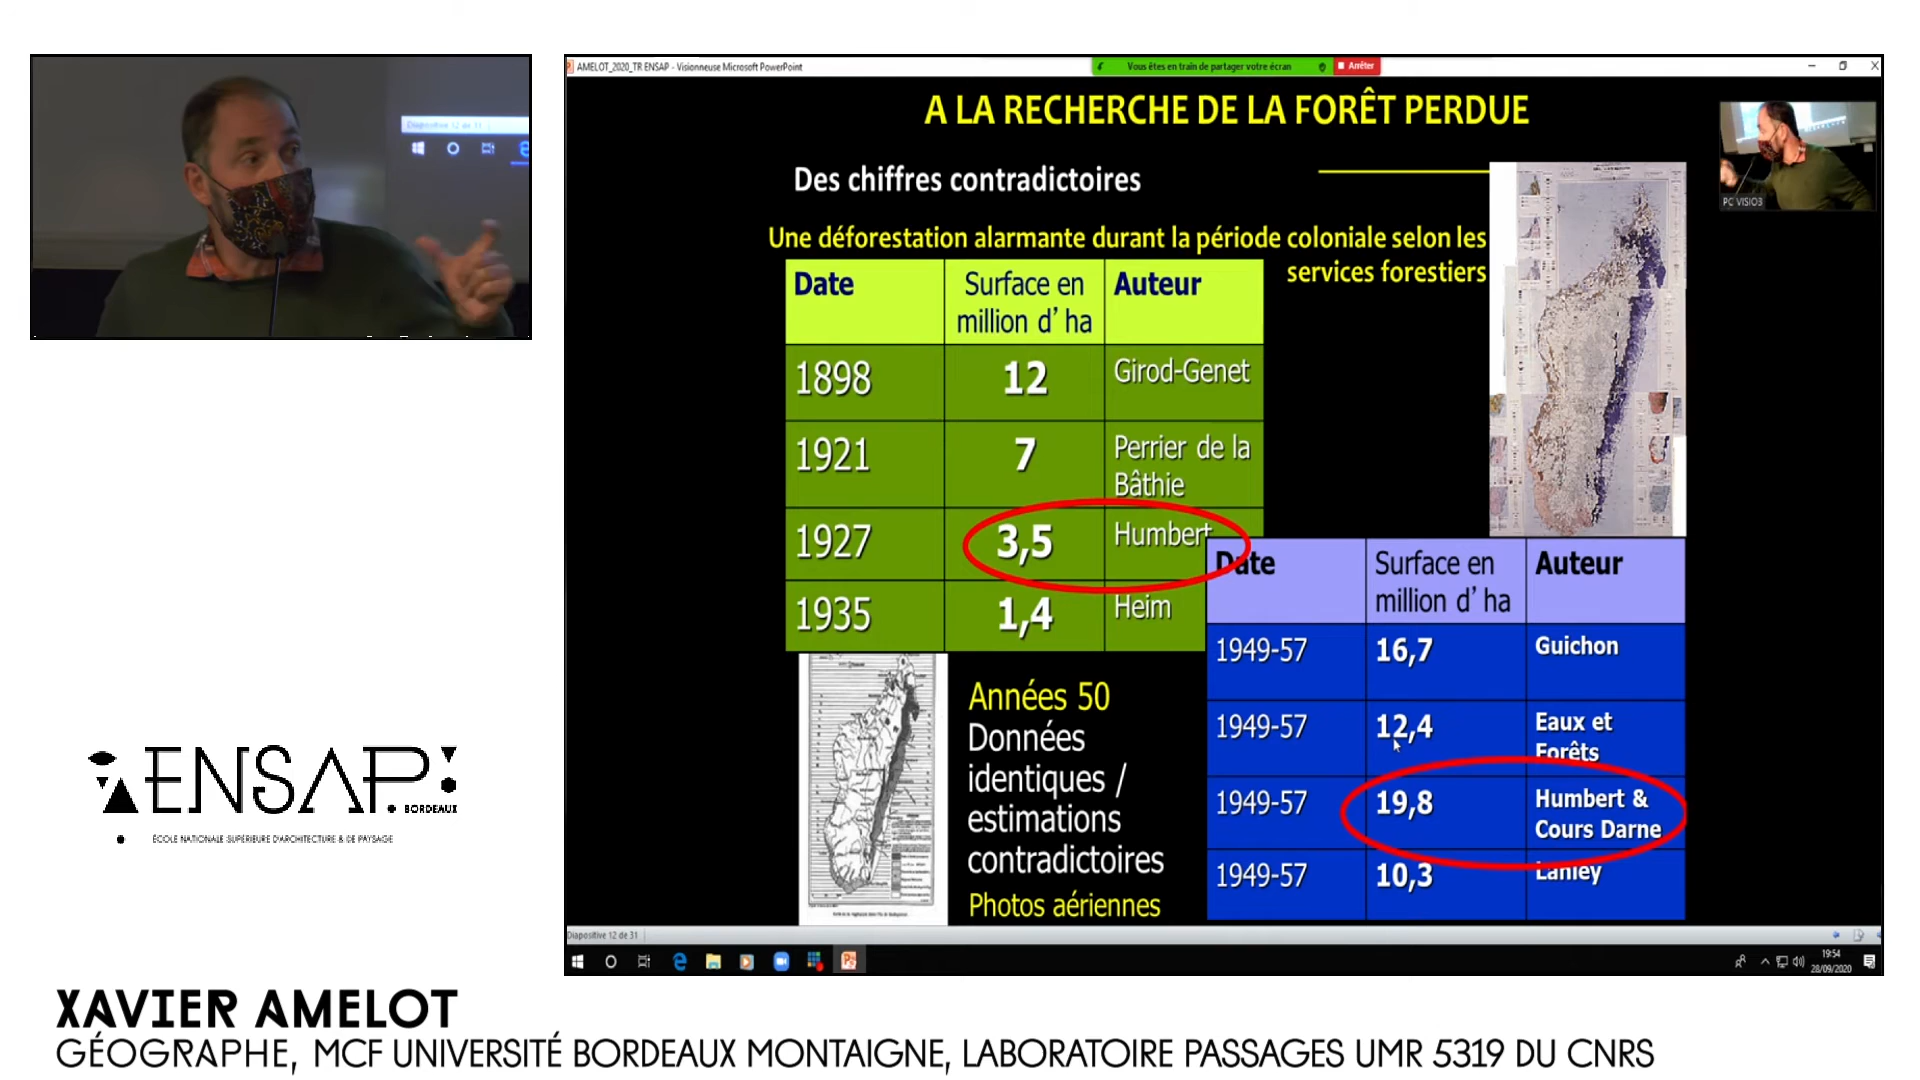 AMELOT_2020_TR ENSAP - Visionneuse Microsoft PowerPoint
Vous êtes en train de partager votre écran
Arrêter
A LA RECHERCHE DE LA FORÊT PERDUE
Des chiffres contradictoires
Une déforestation alarmante durant la période coloniale selon les
services forestiers
PC VISIO3
Diapositive 12 de 31
Date Surface en million d' ha Auteur
1898 12 Girod-Genet
1921 7 Perrier de la Bâthie
1927 3,5 Humbert
1935 1,4 Heim
Années 50
Données
identiques /
estimations
contradictoires
Photos aériennes
Date Surface en million d' ha Auteur
1949-57 16,7 Guichon
1949-57 12,4 Eaux et Forêts
1949-57 19,8 Humbert & Cours Darne
1949-57 10,3 Lanley
Diapositive 12 de 31
19:54
28/09/2020
ENSAP
BORDEAUX
ÉCOLE NATIONALE SUPÉRIEURE D'ARCHITECTURE & DE PAYSAGE
XAVIER AMELOT
GÉOGRAPHE, MCF UNIVERSITÉ BORDEAUX MONTAIGNE, LABORATOIRE PASSAGES UMR 5319 DU CNRS